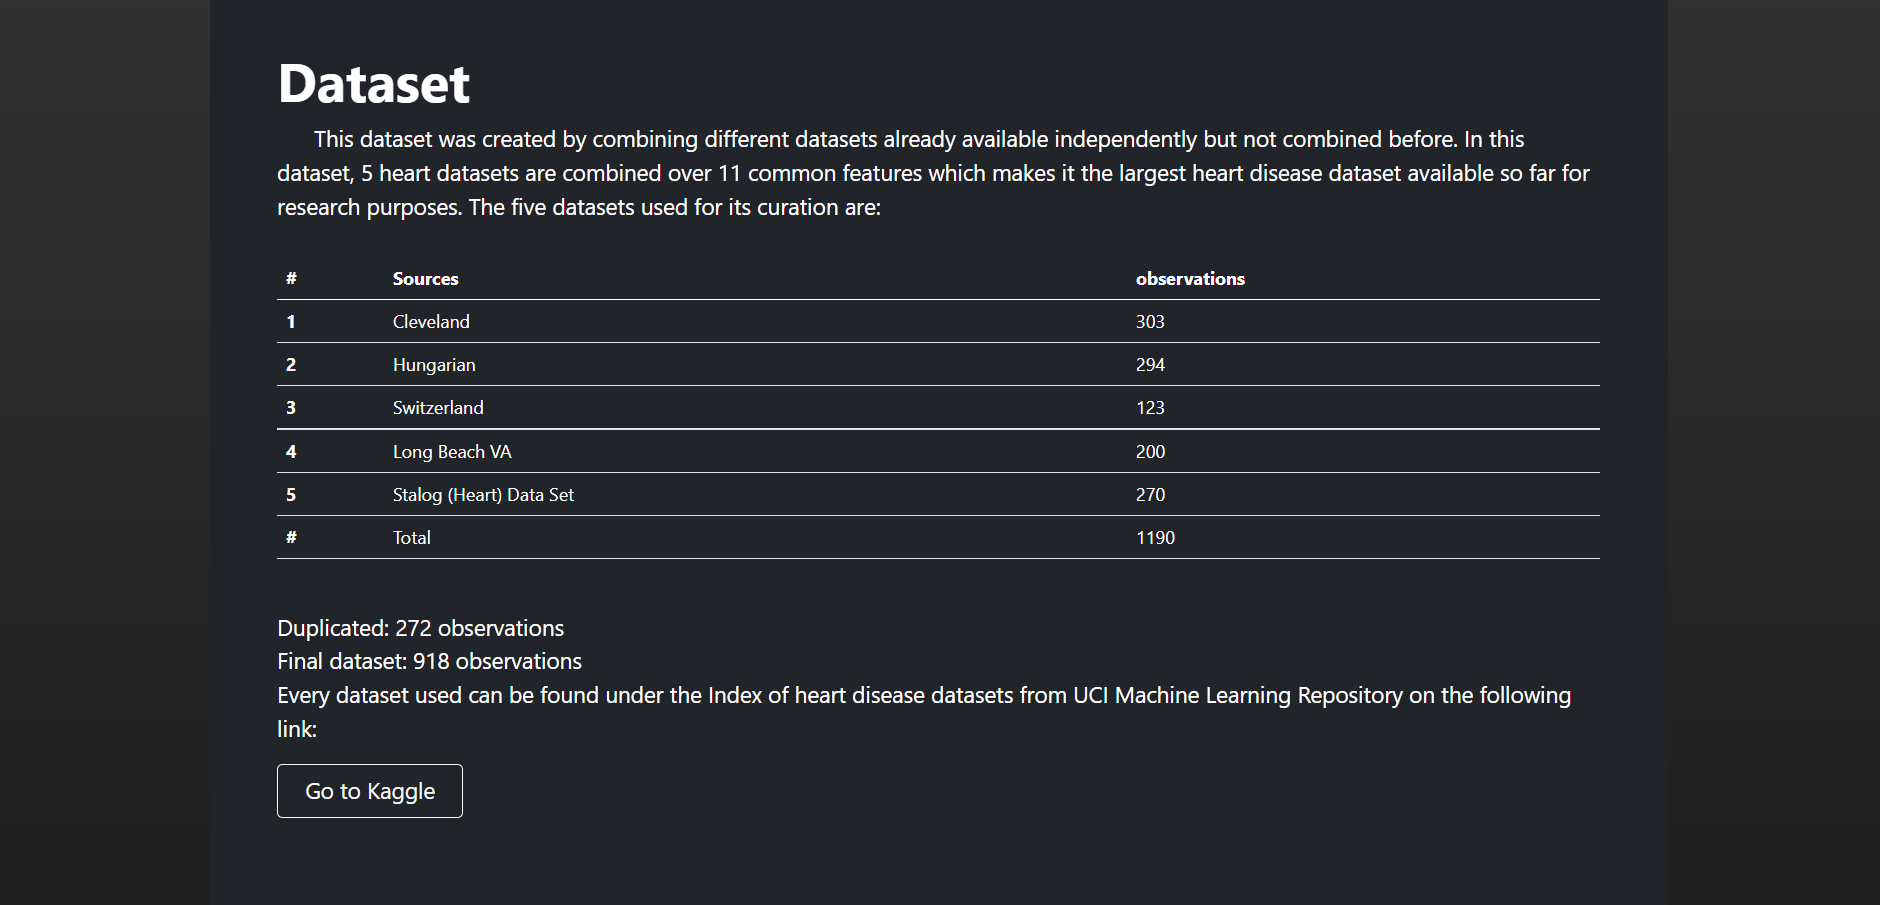 Dataset
This dataset was created by combining different datasets already available independently but not combined before. In this
dataset, 5 heart datasets are combined over 11 common features which makes it the largest heart disease dataset available so far for
research purposes. The five datasets used for its curation are:
# Sources observations
1 Cleveland 303
2 Hungarian 294
3 Switzerland 123
4 Long Beach VA 200
5 Stalog (Heart) Data Set 270
# Total 1190
Duplicated: 272 observations
Final dataset: 918 observations
Every dataset used can be found under the Index of heart disease datasets from UCI Machine Learning Repository on the following
link:
Go to Kaggle